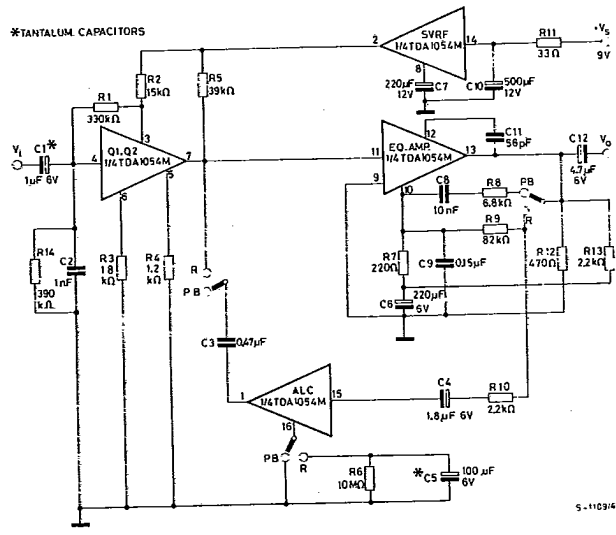 *TANTALUM. CAPACITORS
SVRF
1/4TDA1054M
2
14
8
R11
33Ω
+Vs
9V
220µF
12V
C7
C10
500µF
12V
R2
15kΩ
R5
39kΩ
R1
330kΩ
3
Vi
C1*
1µF 6V
4
Q1,Q2
1/4TDA1054M
7
6
5
11
9
EQ.AMP.
1/4TDA1054M
12
13
10
C11
56pF
C12
4.7µF
6V
Vo
C8
10nF
R8
6.8kΩ
PB
R
R9
82kΩ
R7
220Ω
C9
0.15µF
R12
470Ω
R13
2.2kΩ
C6
220µF
6V
R14
390
kΩ
C2
1nF
R3
1.8
kΩ
R4
1.2
kΩ
R
PB
C3
0.47µF
1
ALC
1/4TDA1054M
15
16
C4
1.8µF 6V
R10
2.2kΩ
PB
R
R6
10MΩ
*C5
100µF
6V